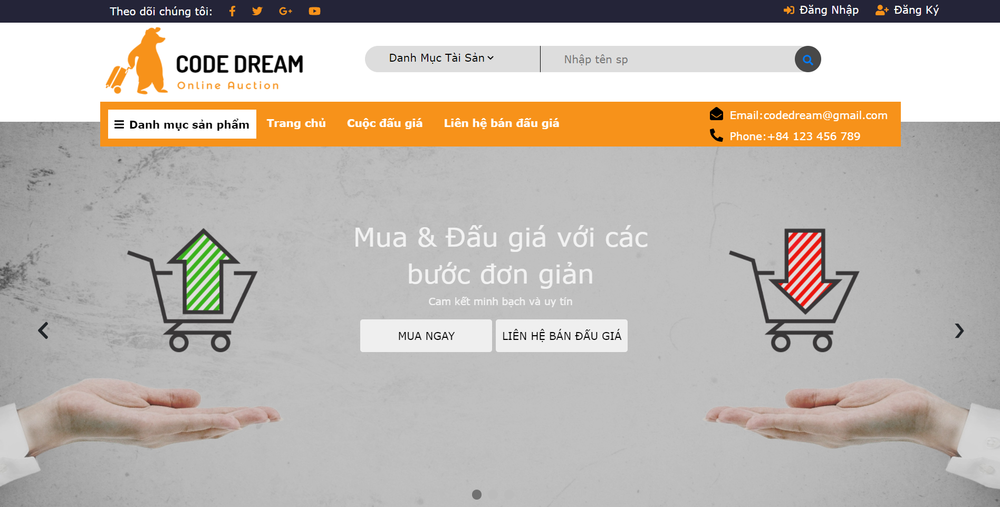 Theo dõi chúng tôi:
Đăng Nhập
Đăng Ký
CODE DREAM
Online Auction
Danh Mục Tài Sản
Nhập tên sp
Danh mục sản phẩm
Trang chủ
Cuộc đấu giá
Liên hệ bán đấu giá
Email:codedream@gmail.com
Phone:+84 123 456 789
Mua & Đấu giá với các
bước đơn giản
Cam kết minh bạch và uy tín
MUA NGAY
LIÊN HỆ BÁN ĐẤU GIÁ